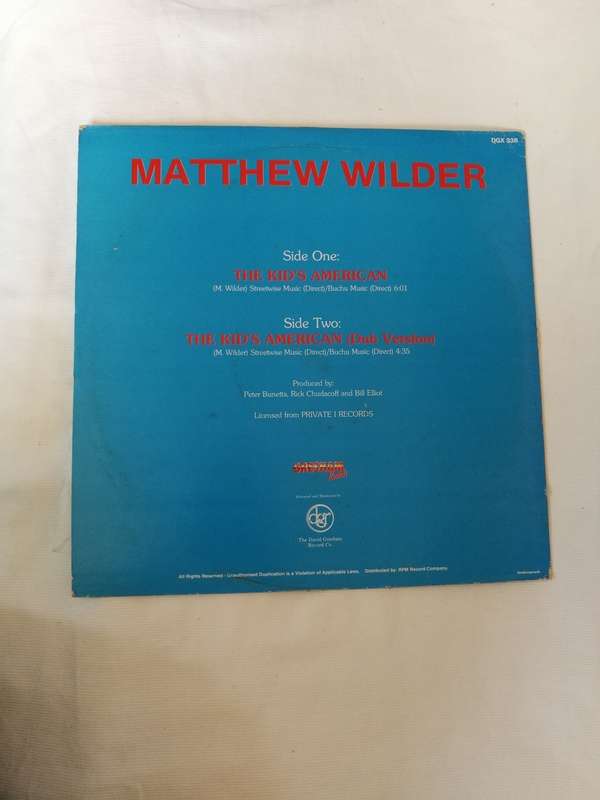 DGX 338
MATTHEW WILDER
Side One:
THE KID'S AMERICAN
(M. Wilder) Streetwise Music (Direct)/Buchu Music (Direct) 6:01
Side Two:
THE KID'S AMERICAN (Dub Version)
(M. Wilder) Streetwise Music (Direct)/Buchu Music (Direct) 4:35
Produced by:
Peter Bunetta, Rick Chudacoff and Bill Elliot
Licensed from PRIVATE I RECORDS
dgr
The David Gresham
Record Co.
All Rights Reserved - Unauthorised Duplication is a Violation of Applicable Laws. Distributed by: RPM Record Company